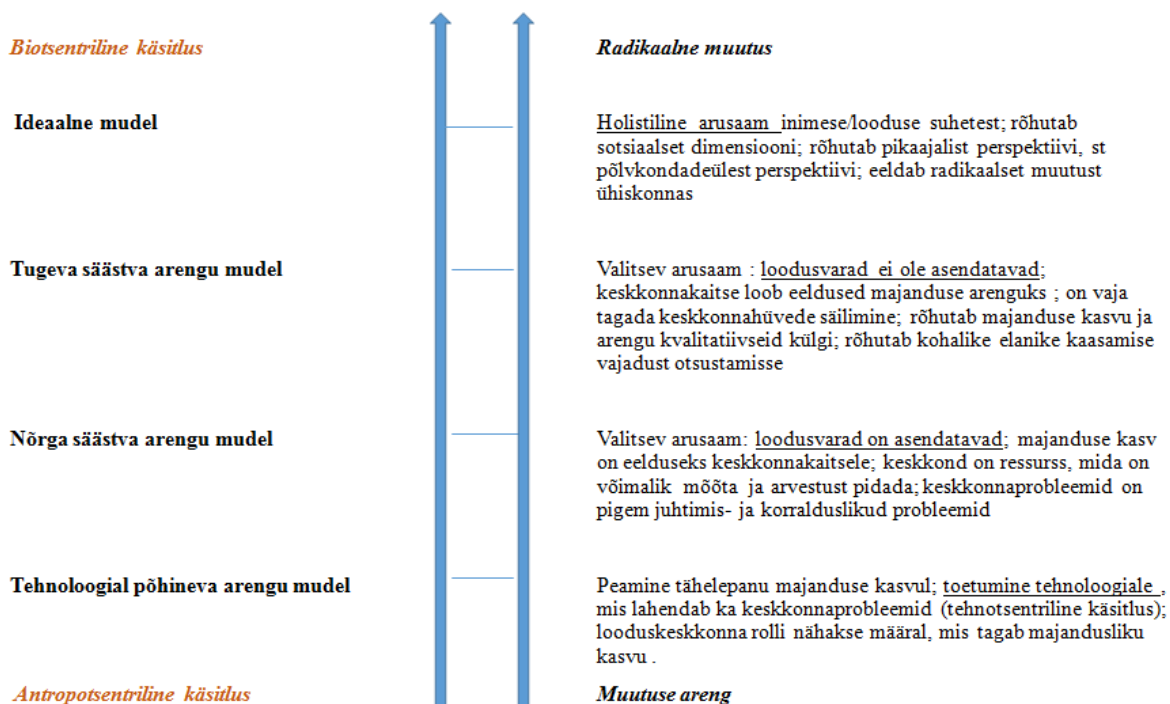 Biotsentriline käsitlus
Radikaalne muutus
Ideaalne mudel
Holistiline arusaam inimese/looduse suhetest; rõhutab
sotsiaalset dimensiooni; rõhutab pikaajalist perspektiivi, st
põlvkondadeülest perspektiivi; eeldab radikaalset muutust
ühiskonnas
Tugeva säästva arengu mudel
Valitsev arusaam : loodusvarad ei ole asendatavad;
keskkonnakaitse loob eeldused majanduse arenguks ; on vaja
tagada keskkonnahüvede säilimine; rõhutab majanduse kasvu ja
arengu kvalitatiivseid külgi; rõhutab kohalike elanike kaasamise
vajadust otsustamisse
Nõrga säästva arengu mudel
Valitsev arusaam: loodusvarad on asendatavad; majanduse kasv
on eelduseks keskkonnakaitsele; keskkond on ressurss, mida on
võimalik mõõta ja arvestust pidada; keskkonnaprobleemid on
pigem juhtimis- ja korralduslikud probleemid
Tehnoloogial põhineva arengu mudel
Peamine tähelepanu majanduse kasvul; toetumine tehnoloogiale ,
mis lahendab ka keskkonnaprobleemid (tehnotsentriline käsitlus);
looduskeskkonna rolli nähakse määral, mis tagab majandusliku
kasvu .
Antropotsentriline käsitlus
Muutuse areng